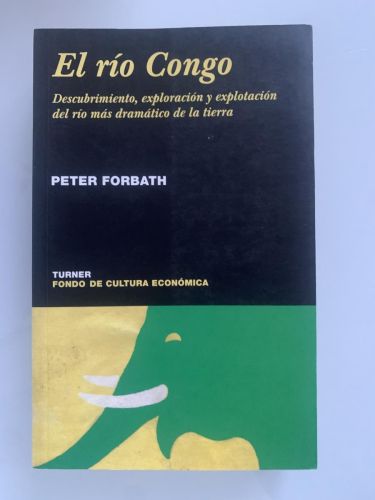 El río Congo
Descubrimiento, exploración y explotación
del río más dramático de la tierra
PETER FORBATH
TURNER
FONDO DE CULTURA ECONÓMICA